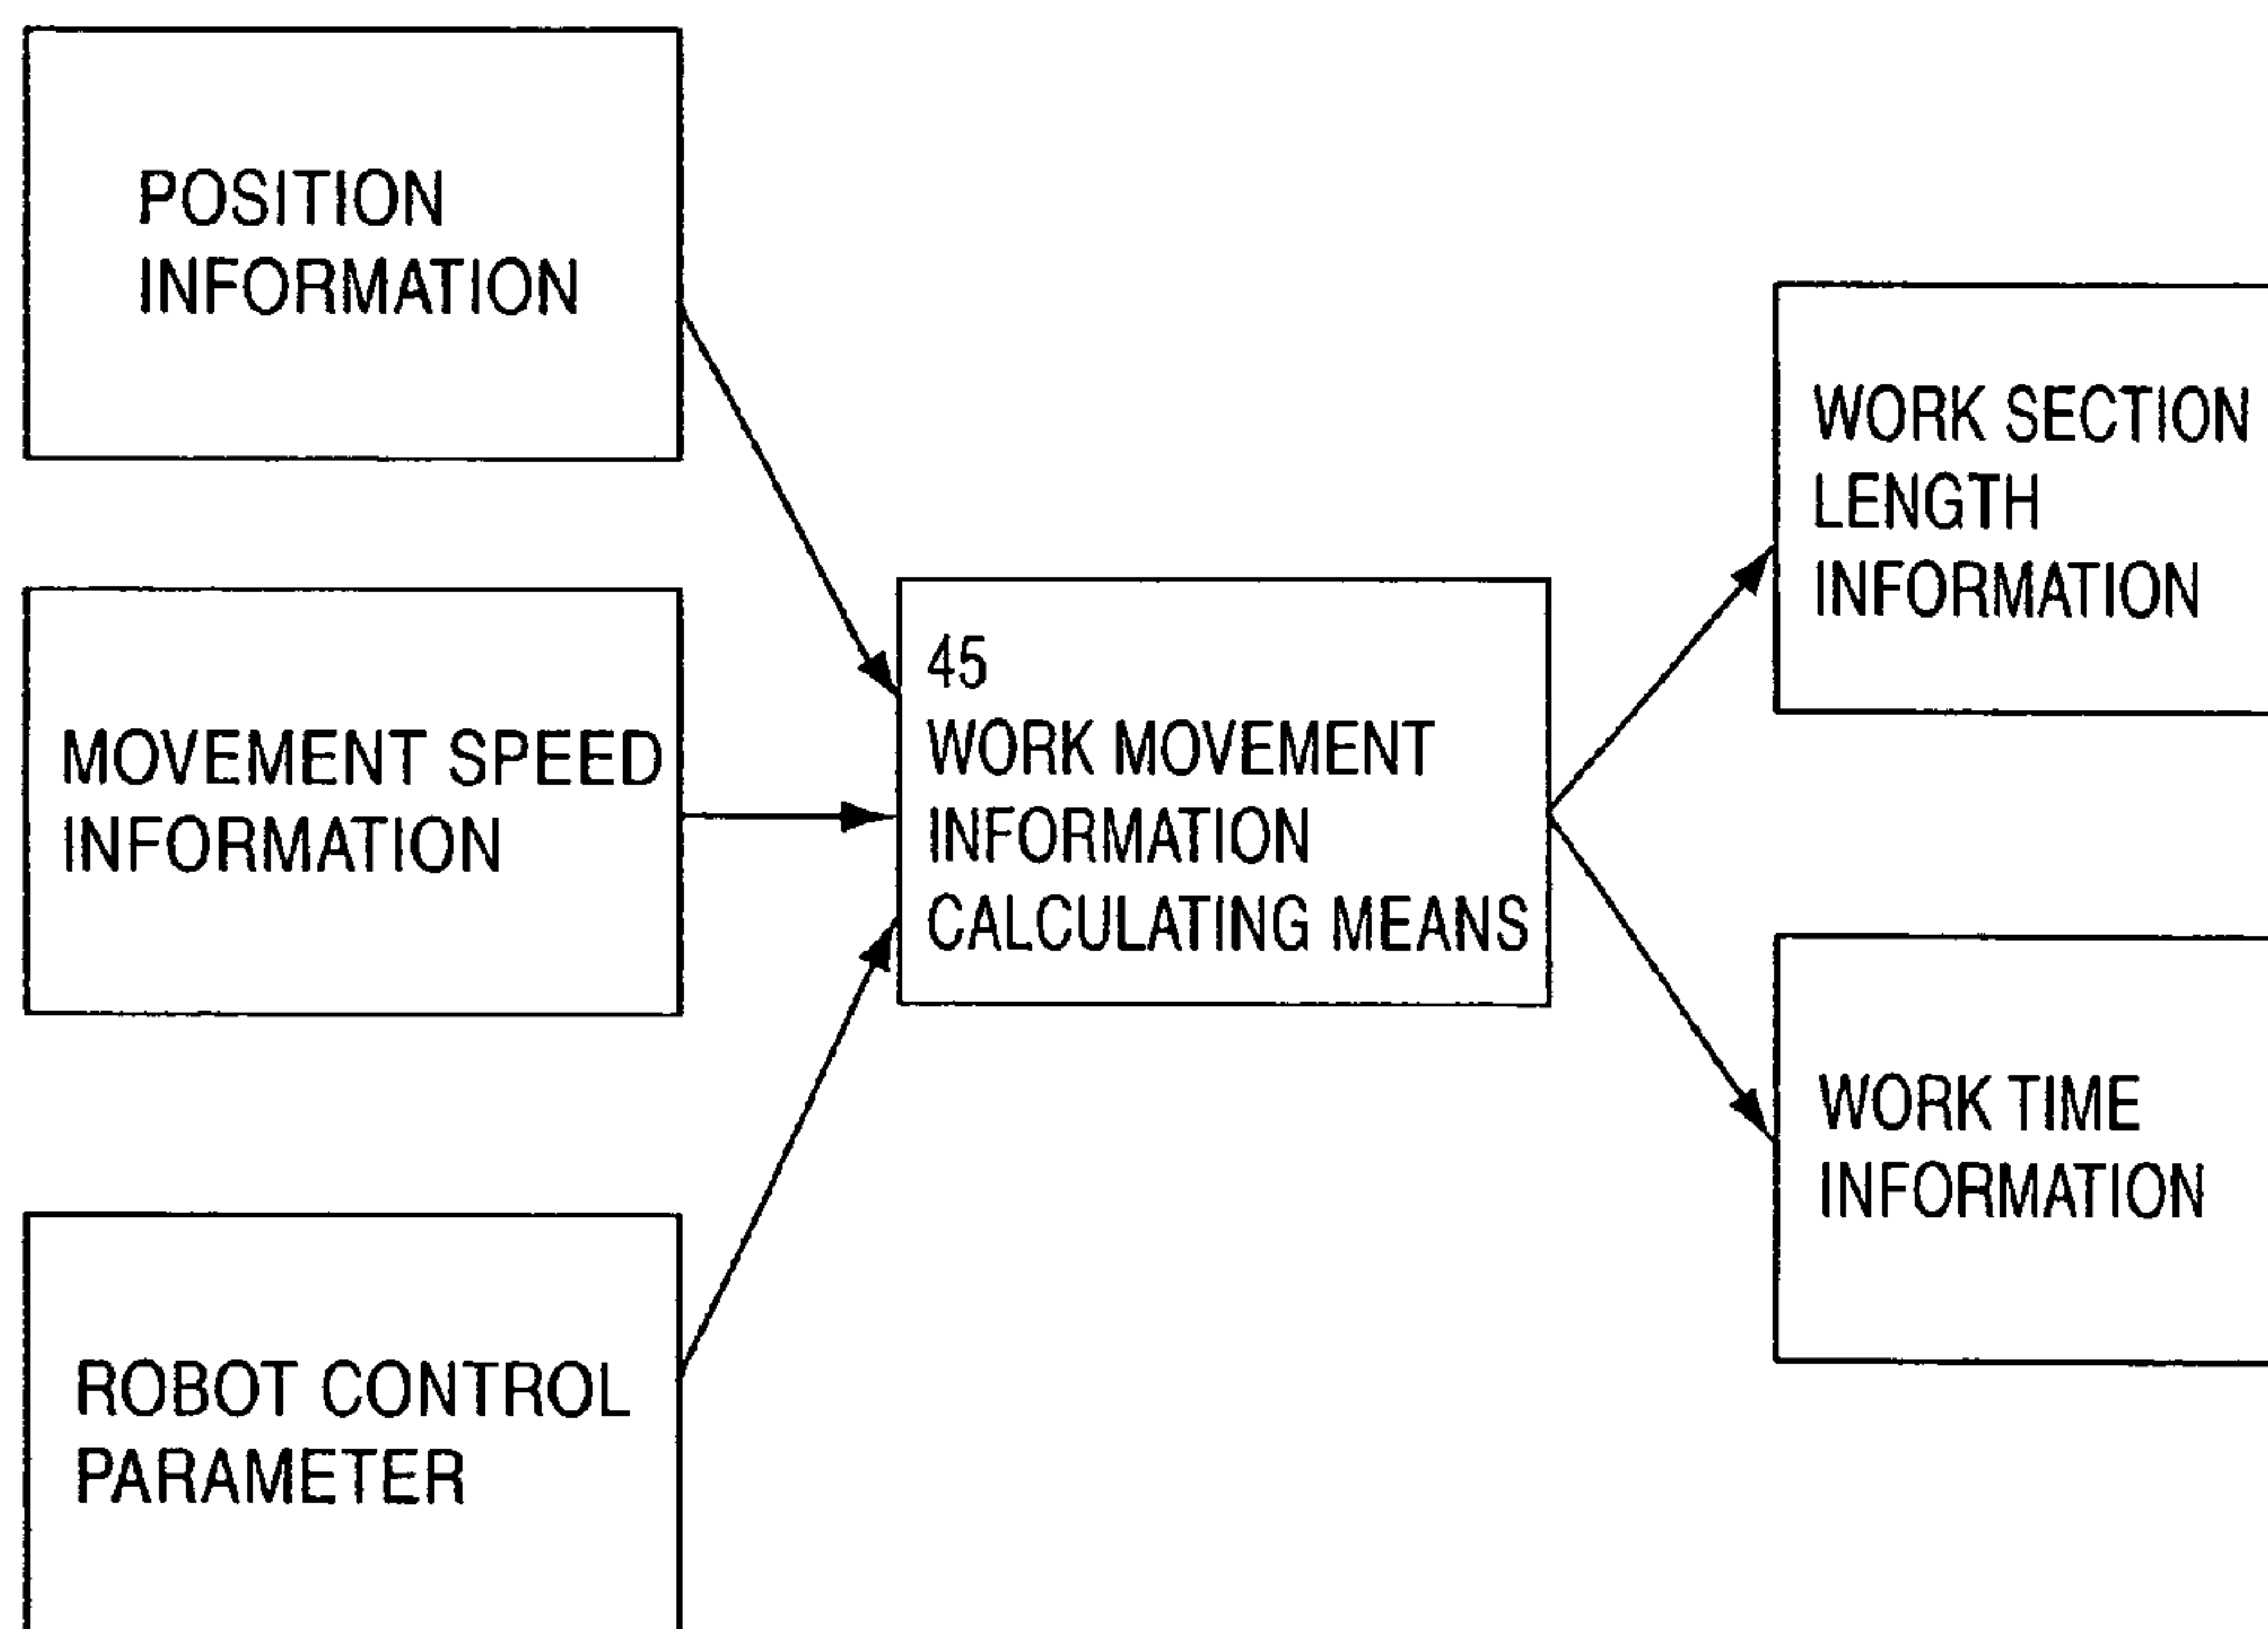 POSITION
INFORMATION
MOVEMENT SPEED
INFORMATION
ROBOT CONTROL
PARAMETER
45
WORK MOVEMENT
INFORMATION
CALCULATING MEANS
WORK SECTION
LENGTH
INFORMATION
WORK TIME
INFORMATION